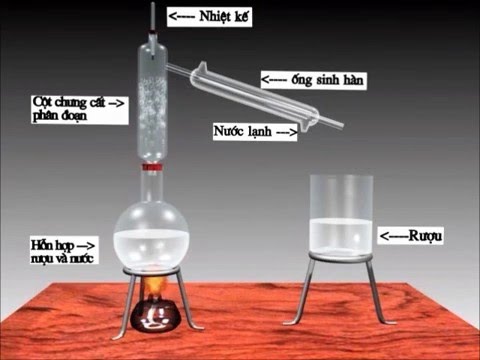 <---- Nhiệt kế
<---- ống sinh hàn
Cột chưng cất -->
phân đoạn
Nước lạnh --->
Hỗn hợp -->
rượu và nước
<----Rượu